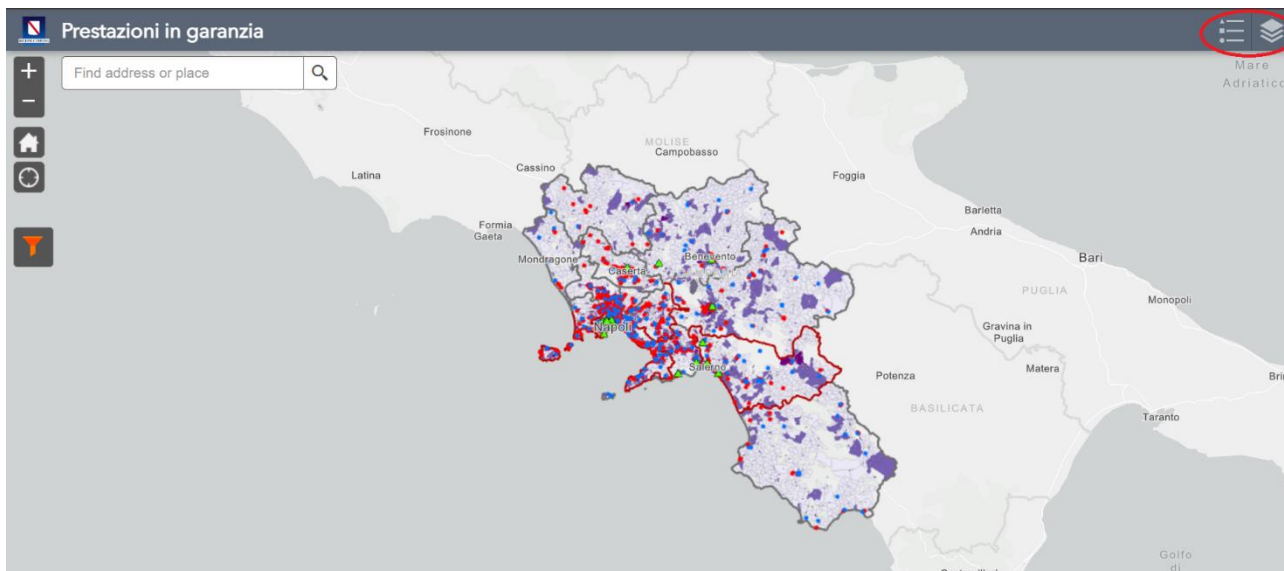 Prestazioni in garanzia
Find address or place
Mare
Adriatico
Frosinone
MOLISE
Campobasso
Cassino
Latina
Foggia
Barletta
Formia
Gaeta
Andria
Mondragone
Benevento
Bari
Caserta
PUGLIA
Monopoli
Napoli
Gravina in
Puglia
Salerno
Matera
Potenza
Brin
BASILICATA
Taranto
Golfo
di